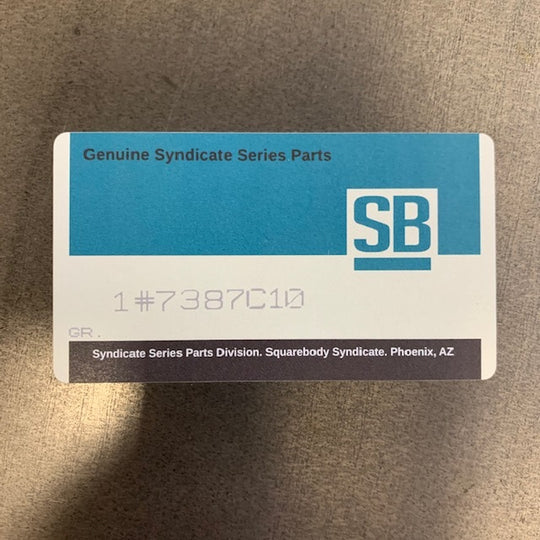 Genuine Syndicate Series Parts
SB
1#7387C10
GR.
Syndicate Series Parts Division. Squarebody Syndicate. Phoenix, AZ